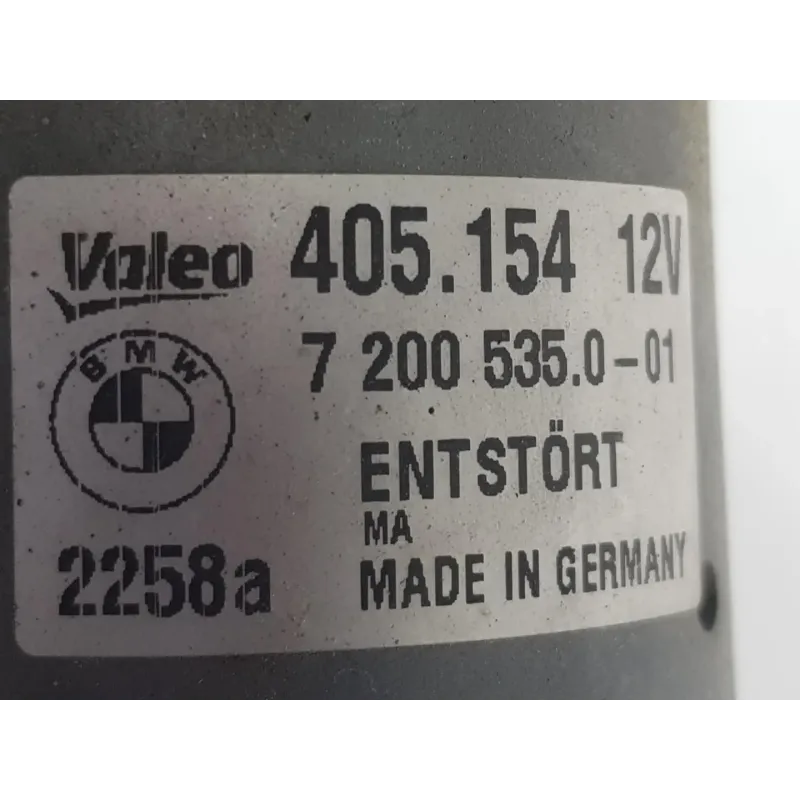 Valeo 405.154 12V
BMW 7 200 535.0-01
ENTSTÖRT
MA
2258a MADE IN GERMANY